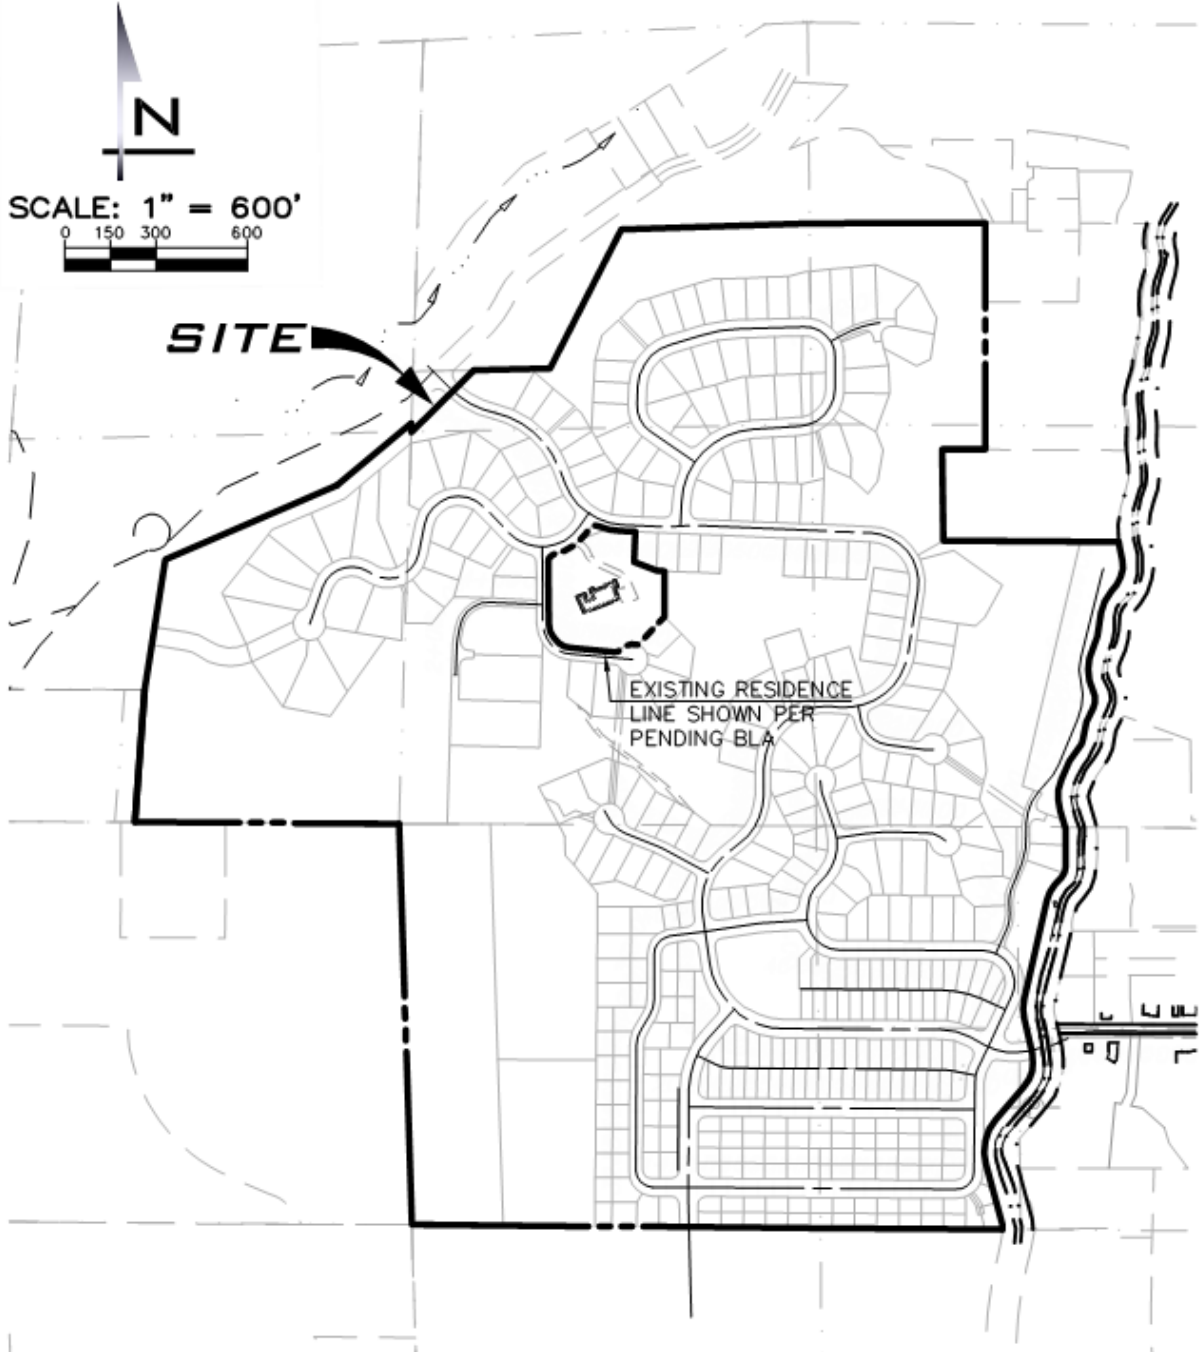 N
SCALE: 1" = 600'
0 150 300 600
SITE
EXISTING RESIDENCE
LINE SHOWN PER
PENDING BLA